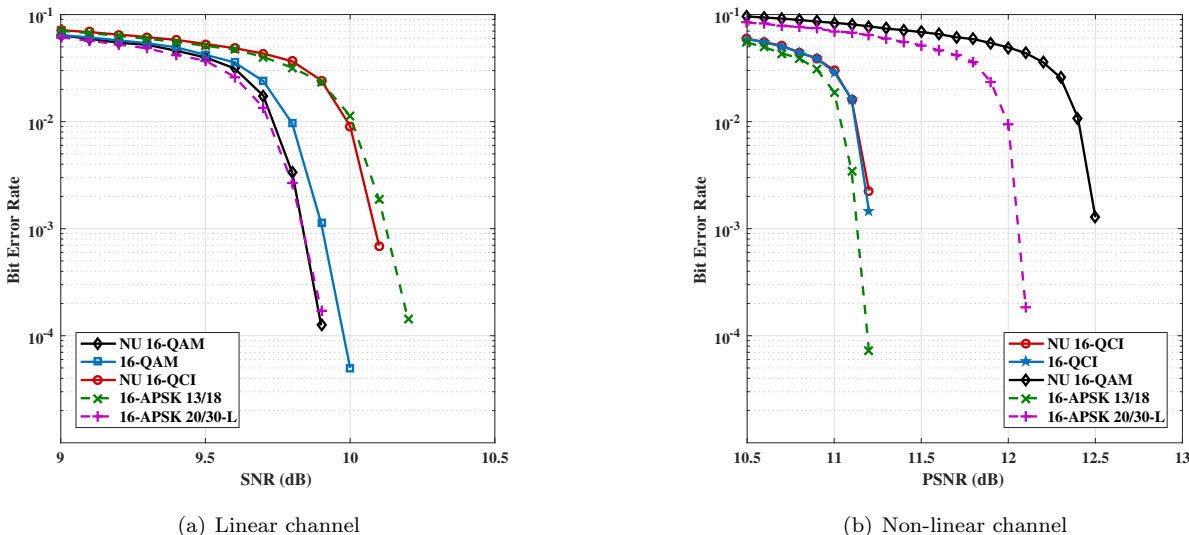 10^-1
10^-2
10^-3
10^-4
Bit Error Rate
9
9.5
10
10.5
SNR (dB)
NU 16-QAM
16-QAM
NU 16-QCI
16-APSK 13/18
16-APSK 20/30-L
(a) Linear channel
10^-1
10^-2
10^-3
10^-4
Bit Error Rate
10.5
11
11.5
12
12.5
13
PSNR (dB)
NU 16-QCI
16-QCI
NU 16-QAM
16-APSK 13/18
16-APSK 20/30-L
(b) Non-linear channel